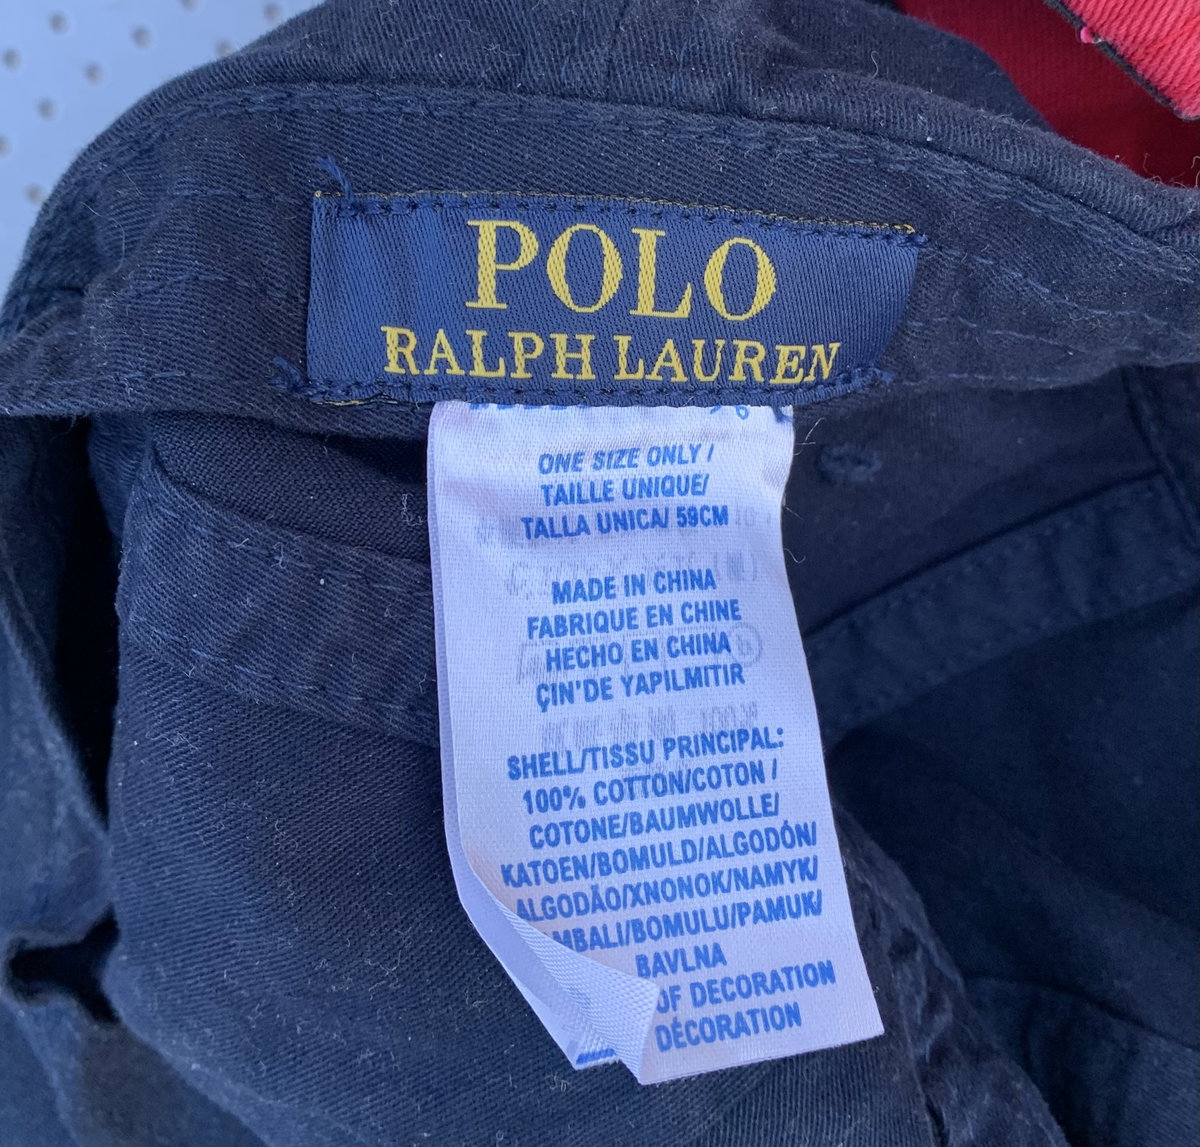 POLO
RALPH LAUREN
ONE SIZE ONLY /
TAILLE UNIQUE/
TALLA UNICA/ 59CM
MADE IN CHINA
FABRIQUE EN CHINE
HECHO EN CHINA
ÇIN'DE YAPILMITIR
SHELL/TISSU PRINCIPAL:
100% COTTON/COTON /
COTONE/BAUMWOLLE/
KATOEN/BOMULD/ALGODÓN/
ALGODÃO/XNONOK/NAMYK/
MBALI/BOMULU/PAMUK/
BAVLNA
OF DECORATION
DÉCORATION